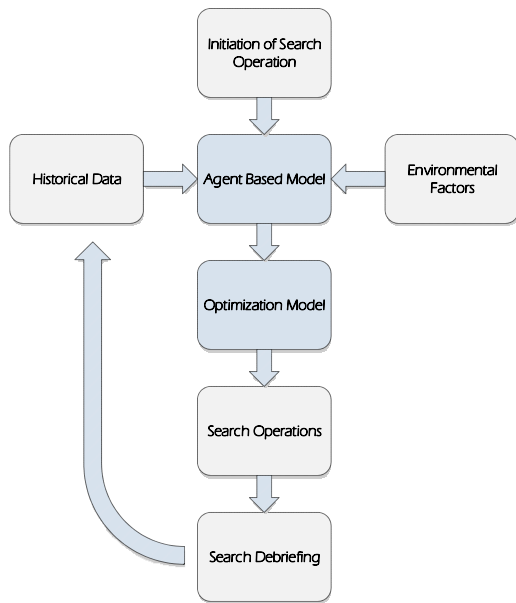 Initiation of Search
Operation
Historical Data
Agent Based Model
Environmental
Factors
Optimization Model
Search Operations
Search Debriefing